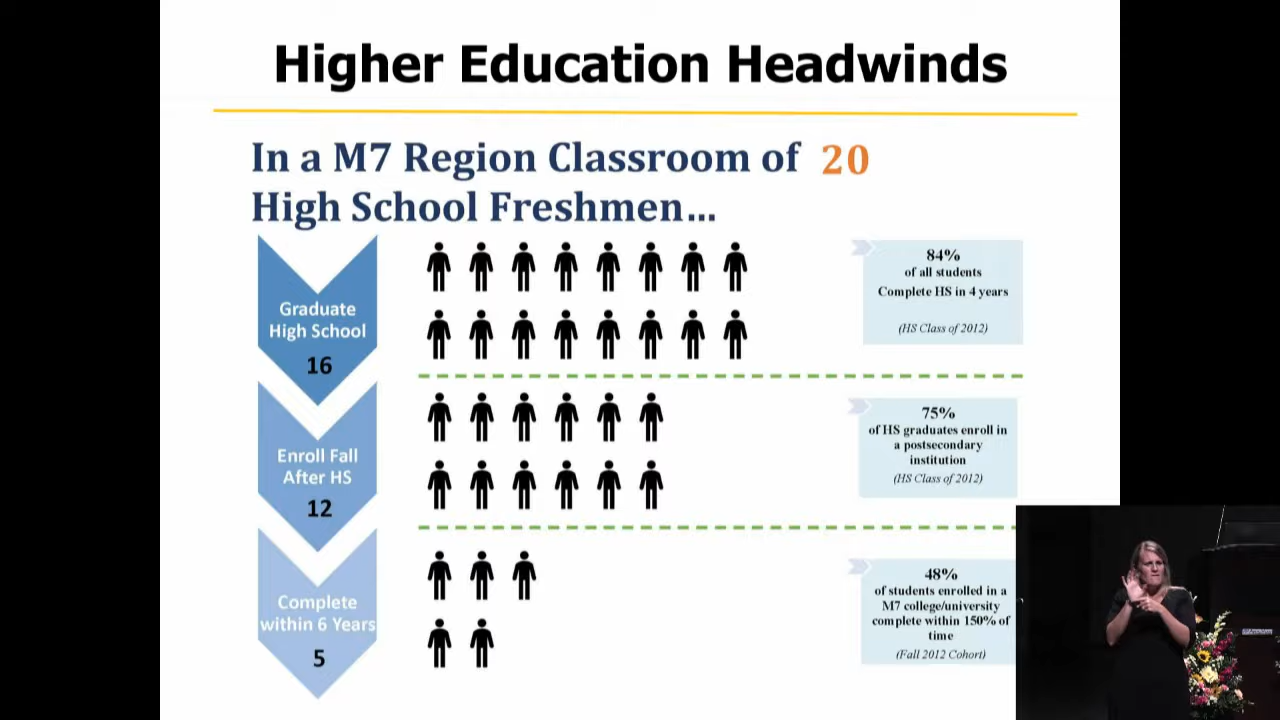 Higher Education Headwinds
In a M7 Region Classroom of 20
High School Freshmen...
Graduate
High School
16
84%
of all students
Complete HS in 4 years
(HS Class of 2012)
Enroll Fall
After HS
12
75%
of HS graduates enroll in
a postsecondary
institution
(HS Class of 2012)
Complete
within 6 Years
5
48%
of students enrolled in a
M7 college/university
complete within 150% of
time
(Fall 2012 Cohort)